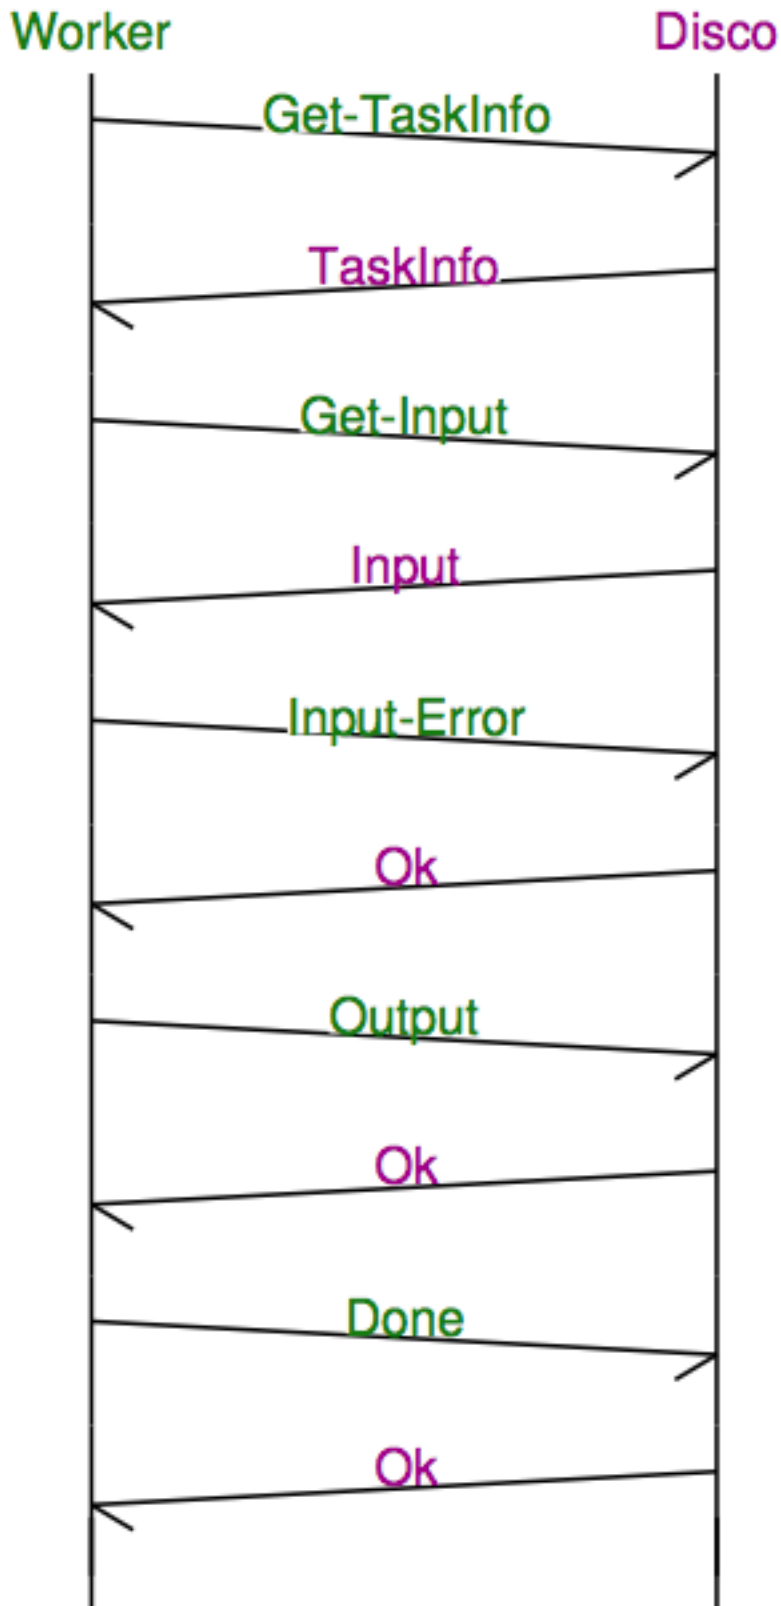 Worker Disco
Get-TaskInfo
TaskInfo
Get-Input
Input
Input-Error
Ok
Output
Ok
Done
Ok